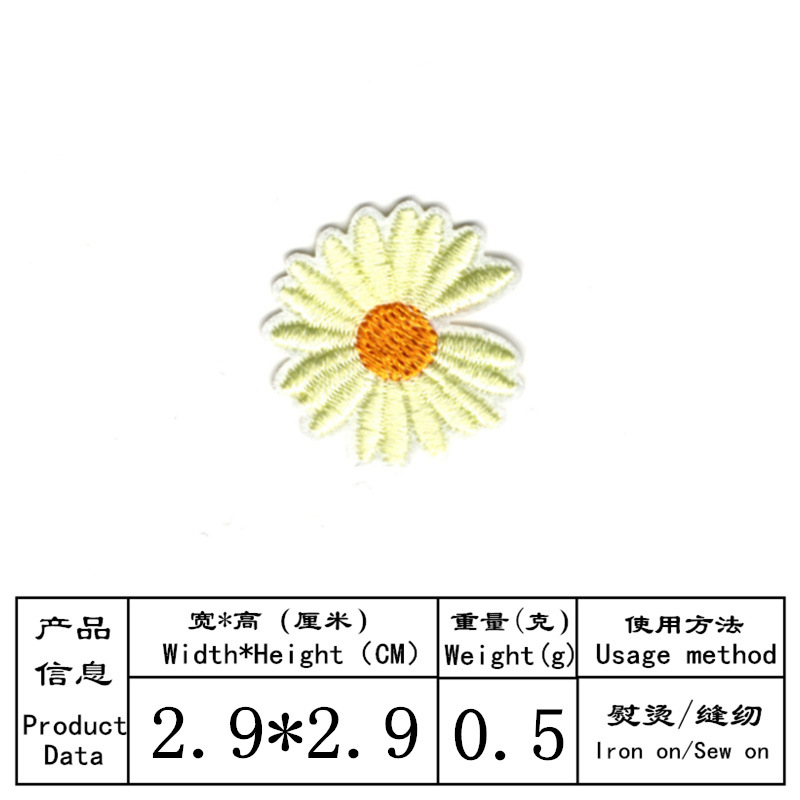 产品
信息
Product
Data
宽*高 (厘米)
Width*Height (CM)
重量(克)
Weight(g)
使用方法
Usage method
2.9*2.9
0.5
熨烫/缝纫
Iron on/Sew on